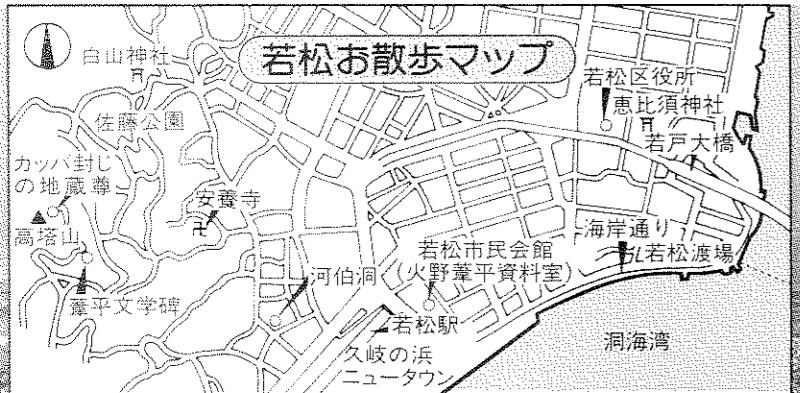 若松お散歩マップ
白山神社
佐藤公園
カッパ封じ
の地蔵尊
高塔山
葦平文学碑
安養寺
河伯洞
若松区役所
恵比須神社
若戸大橋
海岸通り
若松渡場
若松市民会館
(火野葦平資料室)
若松駅
久岐の浜
ニュータウン
洞海湾